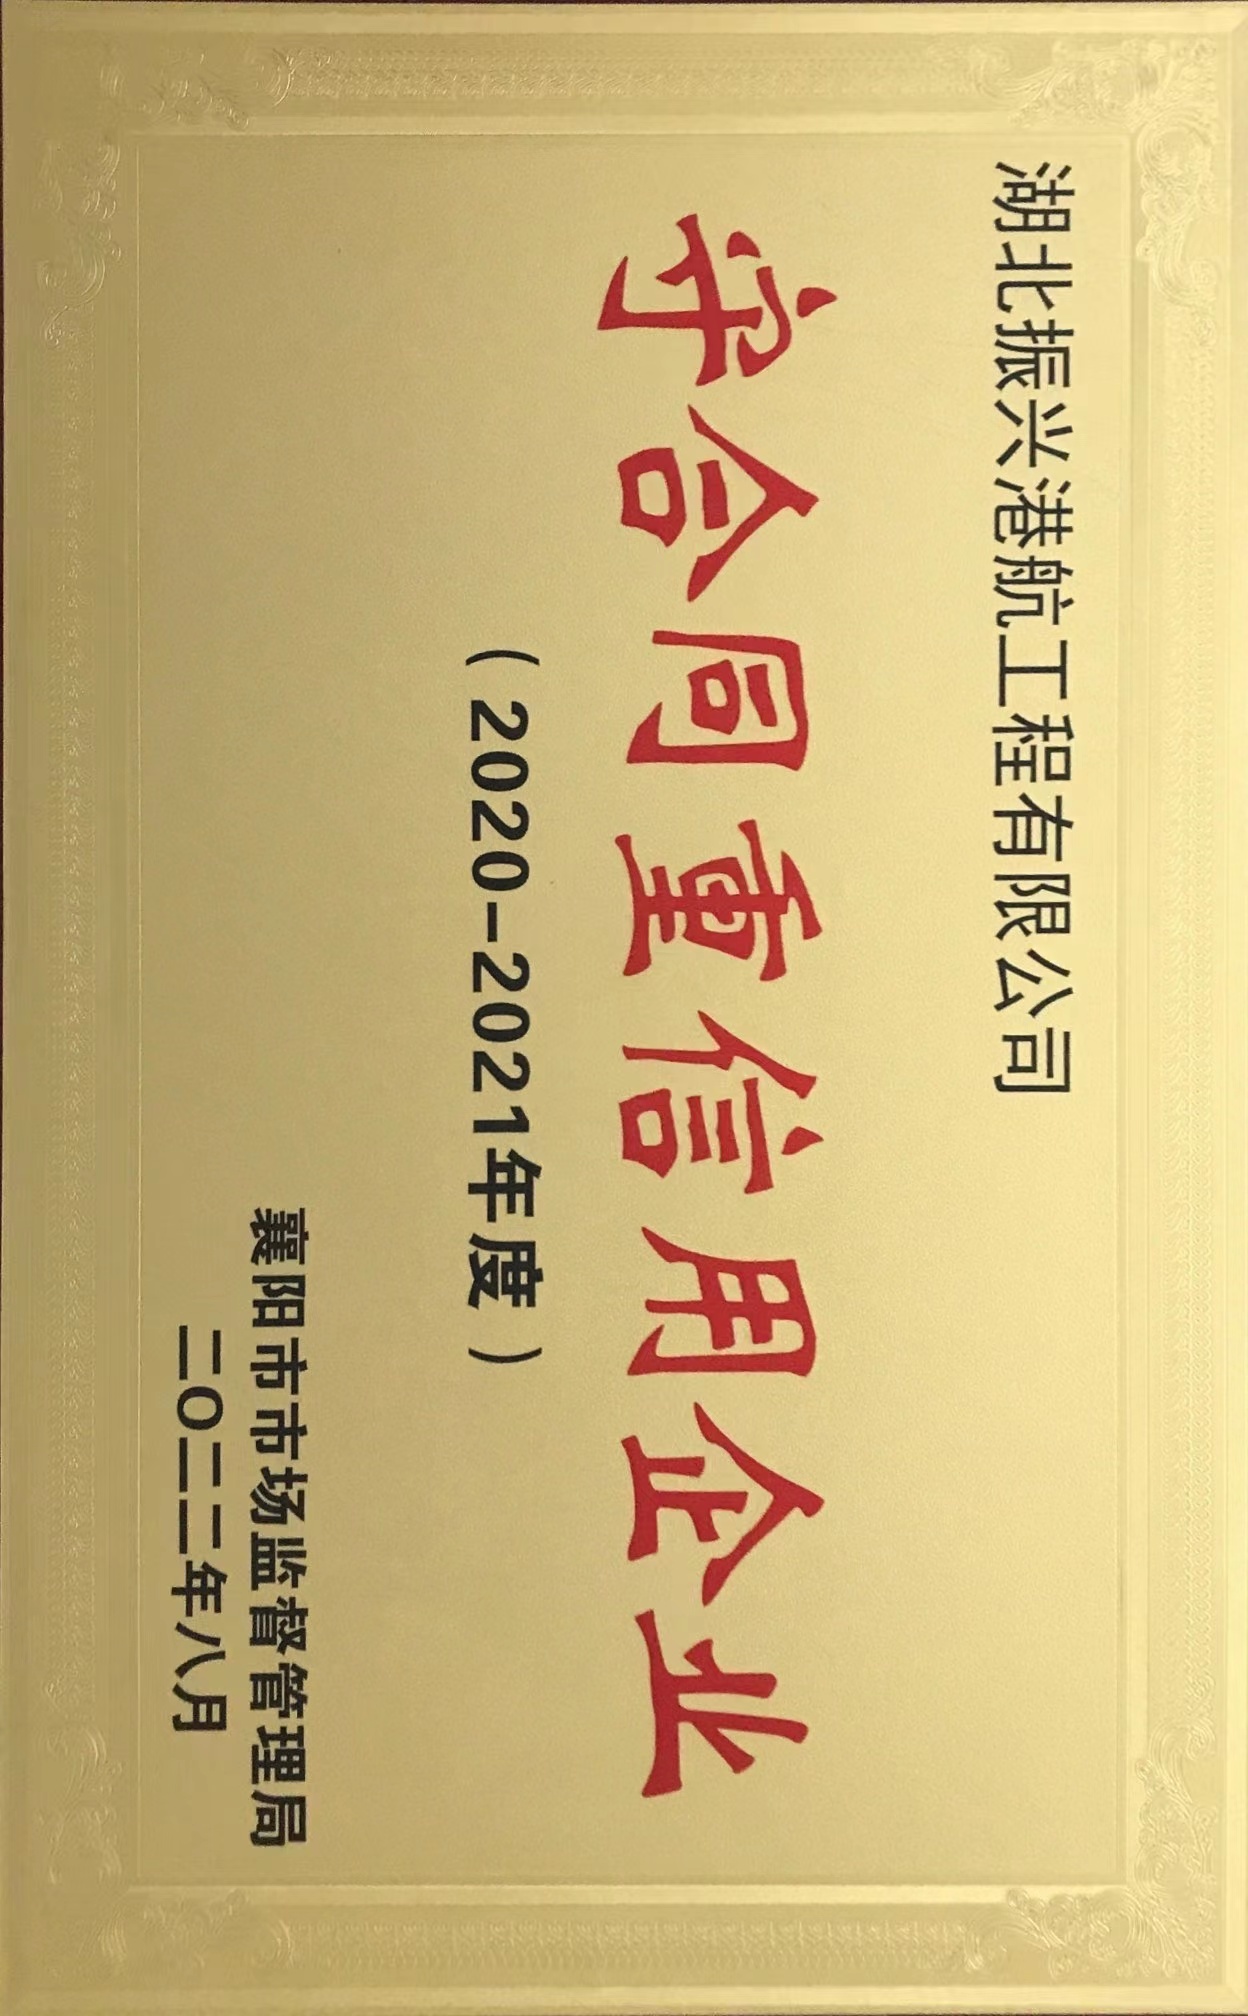 湖北振兴港航工程有限公司
守合同重信用企业
（2020-2021年度）
襄阳市市场监督管理局
二〇二二年八月